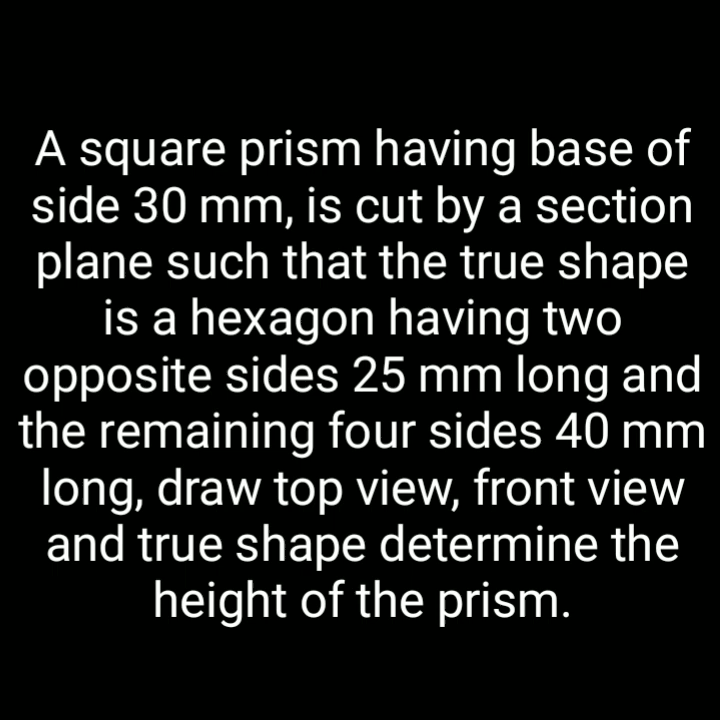 A square prism having base of
side 30 mm, is cut by a section
plane such that the true shape
is a hexagon having two
opposite sides 25 mm long and
the remaining four sides 40 mm
long, draw top view, front view
and true shape determine the
height of the prism.